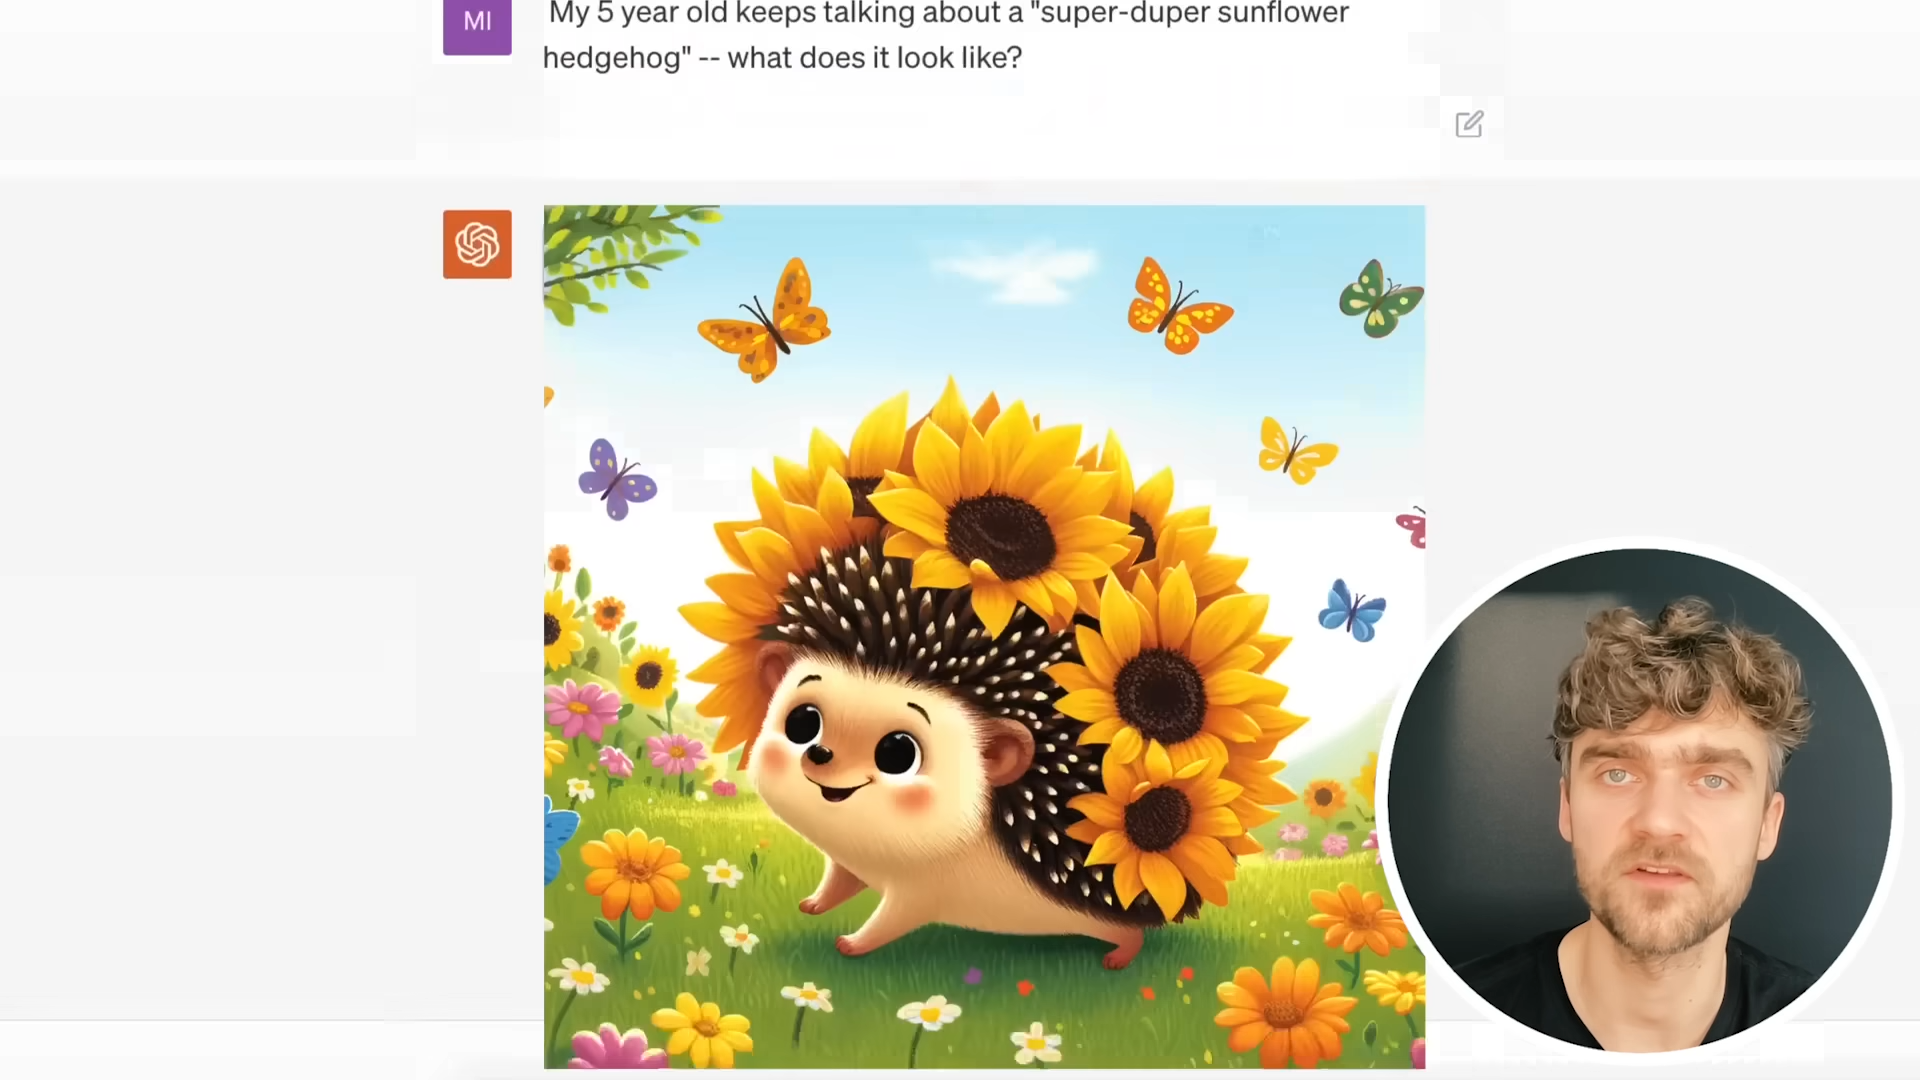 MI
My 5 year old keeps talking about a "super-duper sunflower
hedgehog" -- what does it look like?